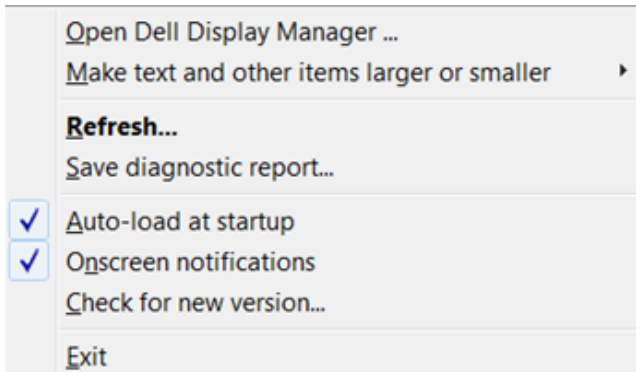 Open Dell Display Manager ...
Make text and other items larger or smaller
Refresh...
Save diagnostic report...
Auto-load at startup
Onscreen notifications
Check for new version...
Exit